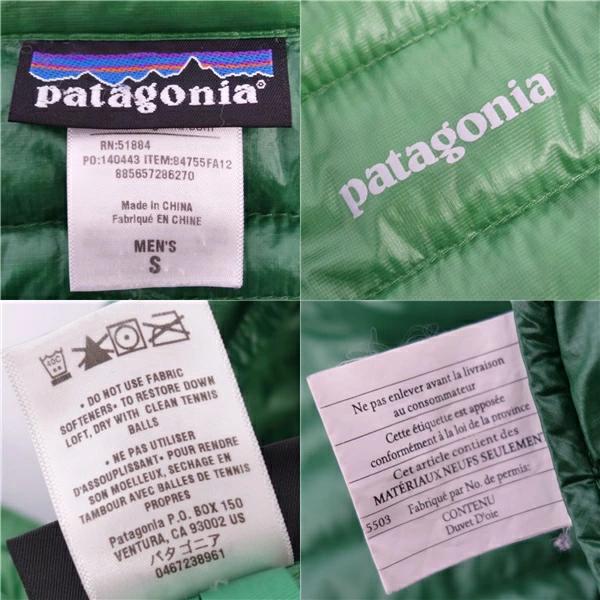 patagonia®
RN:51884
PO:140443 ITEM:84755FA12
885657286270
Made in CHINA
Fabriqué EN CHINE
MEN'S
S
patagonia
40C
• DO NOT USE FABRIC
SOFTENERS• TO RESTORE DOWN
LOFT, DRY WITH CLEAN TENNIS
BALLS
• NE PAS UTILISER
D'ASSOUPLISSANT• POUR RENDRE
SON MOELLEUX, SECHAGE EN
TAMBOUR AVEC BALLES DE TENNIS
PROPRES
Patagonia P.O. BOX 150
VENTURA, CA 93002 US
パタゴニア
0467238961
Ne pas enlever avant la livraison
au consommateur
Cette étiquette est apposée
conformément à la loi de la province
Cet article contient des
MATÉRIAUX NEUFS SEULEMENT
Fabriqué par No. de permis:
5503
CONTENU
Duvet D'oie